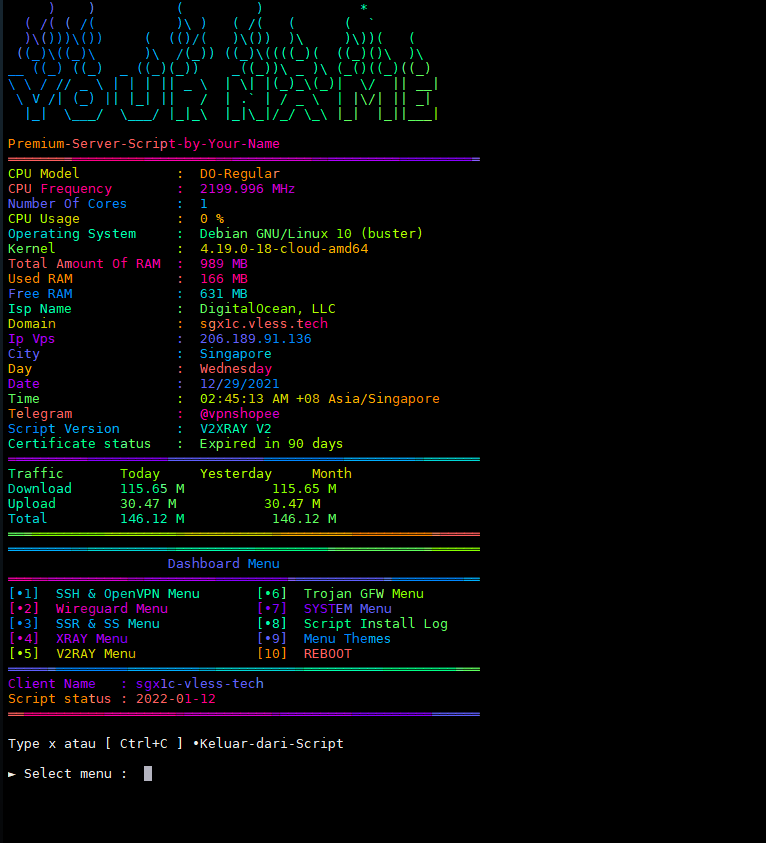 YOUR NAME
Premium-Server-Script-by-Your-Name
CPU Model : DO-Regular
CPU Frequency : 2199.996 MHz
Number Of Cores : 1
CPU Usage : 0 %
Operating System : Debian GNU/Linux 10 (buster)
Kernel : 4.19.0-18-cloud-amd64
Total Amount Of RAM : 989 MB
Used RAM : 166 MB
Free RAM : 631 MB
Isp Name : DigitalOcean, LLC
Domain : sgx1c.vless.tech
Ip Vps : 206.189.91.136
City : Singapore
Day : Wednesday
Date : 12/29/2021
Time : 02:45:13 AM +08 Asia/Singapore
Telegram : @vpnshopee
Script Version : V2XRAY V2
Certificate status : Expired in 90 days
Traffic Today Yesterday Month
Download 115.65 M 115.65 M
Upload 30.47 M 30.47 M
Total 146.12 M 146.12 M
Dashboard Menu
[•1] SSH & OpenVPN Menu [•6] Trojan GFW Menu
[•2] Wireguard Menu [•7] SYSTEM Menu
[•3] SSR & SS Menu [•8] Script Install Log
[•4] XRAY Menu [•9] Menu Themes
[•5] V2RAY Menu [10] REBOOT
Client Name : sgx1c-vless-tech
Script status : 2022-01-12
Type x atau [ Ctrl+C ] •Keluar-dari-Script
► Select menu :